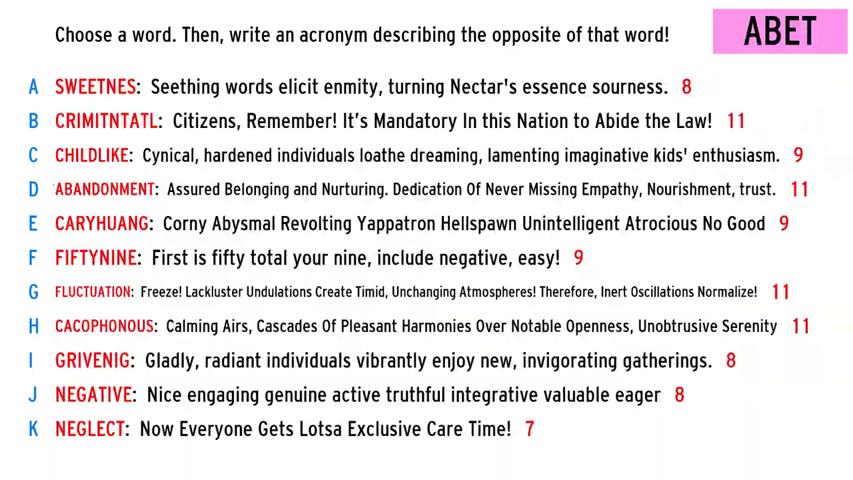 Choose a word. Then, write an acronym describing the opposite of that word!
ABET
A SWEETNES: Seething words elicit enmity, turning Nectar's essence sourness. 8
B CRIMITNTATL: Citizens, Remember! It's Mandatory In this Nation to Abide the Law! 11
C CHILDLIKE: Cynical, hardened individuals loathe dreaming, lamenting imaginative kids' enthusiasm. 9
D ABANDONMENT: Assured Belonging and Nurturing. Dedication Of Never Missing Empathy, Nourishment, trust. 11
E CARYHUANG: Corny Abysmal Revolting Yappatron Hellspawn Unintelligent Atrocious No Good 9
F FIFTYNINE: First is fifty total your nine, include negative, easy! 9
G FLUCTUATION: Freeze! Lackluster Undulations Create Timid, Unchanging Atmospheres! Therefore, Inert Oscillations Normalize! 11
H CACOPHONOUS: Calming Airs, Cascades Of Pleasant Harmonies Over Notable Openness, Unobtrusive Serenity 11
I GRIVENIG: Gladly, radiant individuals vibrantly enjoy new, invigorating gatherings. 8
J NEGATIVE: Nice engaging genuine active truthful integrative valuable eager 8
K NEGLECT: Now Everyone Gets Lotsa Exclusive Care Time! 7